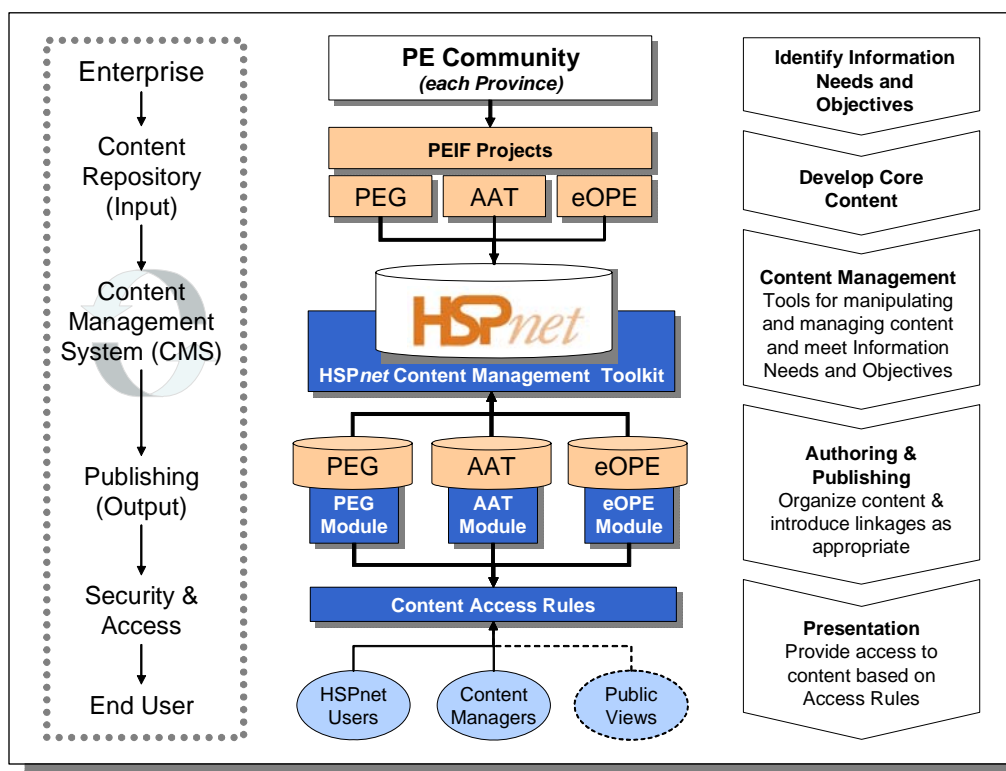 Enterprise
Content
Repository
(Input)
Content
Management
System (CMS)
Publishing
(Output)
Security &
Access
End User
PE Community
(each Province)
PEIF Projects
PEG
AAT
eOPE
HSPnet
HSPnet Content Management Toolkit
PEG
AAT
eOPE
PEG
Module
AAT
Module
eOPE
Module
Content Access Rules
HSPnet
Users
Content
Managers
Public
Views
Identify Information
Needs and
Objectives
Develop Core
Content
Content Management
Tools for manipulating
and managing content
and meet Information
Needs and Objectives
Authoring &
Publishing
Organize content &
introduce linkages as
appropriate
Presentation
Provide access to
content based on
Access Rules